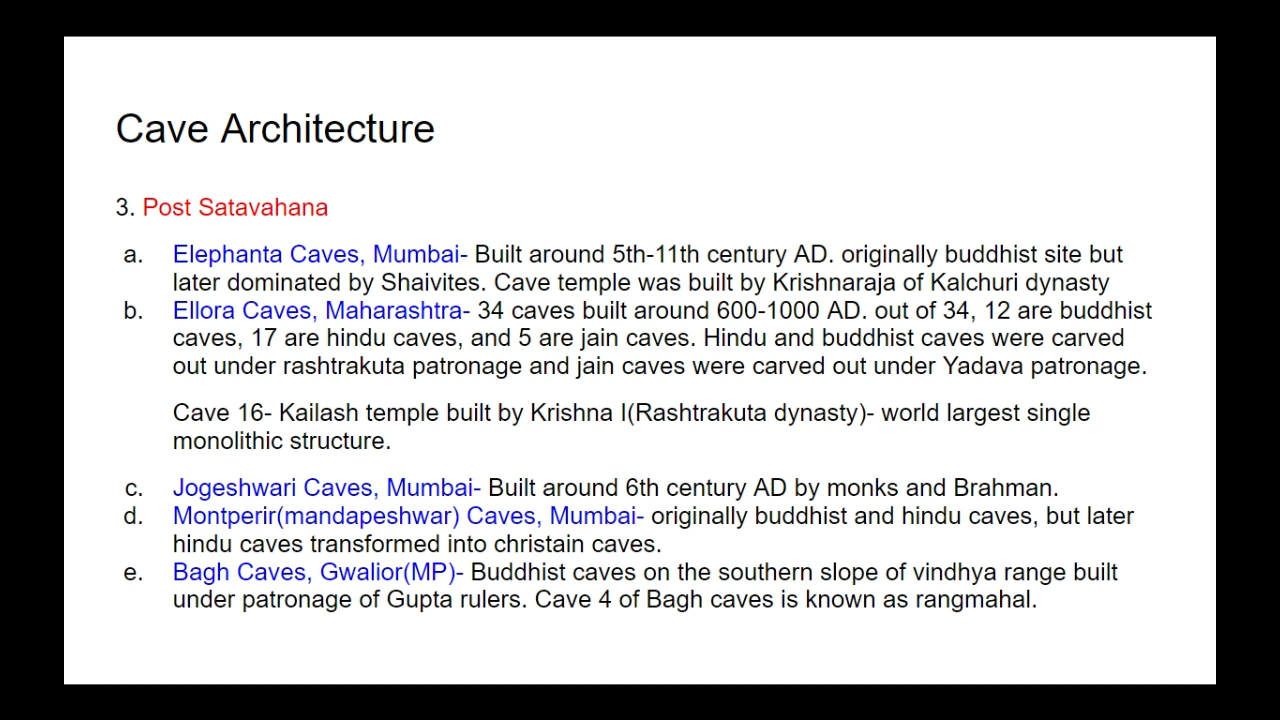 Cave Architecture
3. Post Satavahana
a. Elephanta Caves, Mumbai- Built around 5th-11th century AD. originally buddhist site but
later dominated by Shaivites. Cave temple was built by Krishnaraja of Kalchuri dynasty
b. Ellora Caves, Maharashtra- 34 caves built around 600-1000 AD. out of 34, 12 are buddhist
caves, 17 are hindu caves, and 5 are jain caves. Hindu and buddhist caves were carved
out under rashtrakuta patronage and jain caves were carved out under Yadava patronage.
Cave 16- Kailash temple built by Krishna I(Rashtrakuta dynasty)- world largest single
monolithic structure.
c. Jogeshwari Caves, Mumbai- Built around 6th century AD by monks and Brahman.
d. Montperir(mandapeshwar) Caves, Mumbai- originally buddhist and hindu caves, but later
hindu caves transformed into christain caves.
e. Bagh Caves, Gwalior(MP)- Buddhist caves on the southern slope of vindhya range built
under patronage of Gupta rulers. Cave 4 of Bagh caves is known as rangmahal.